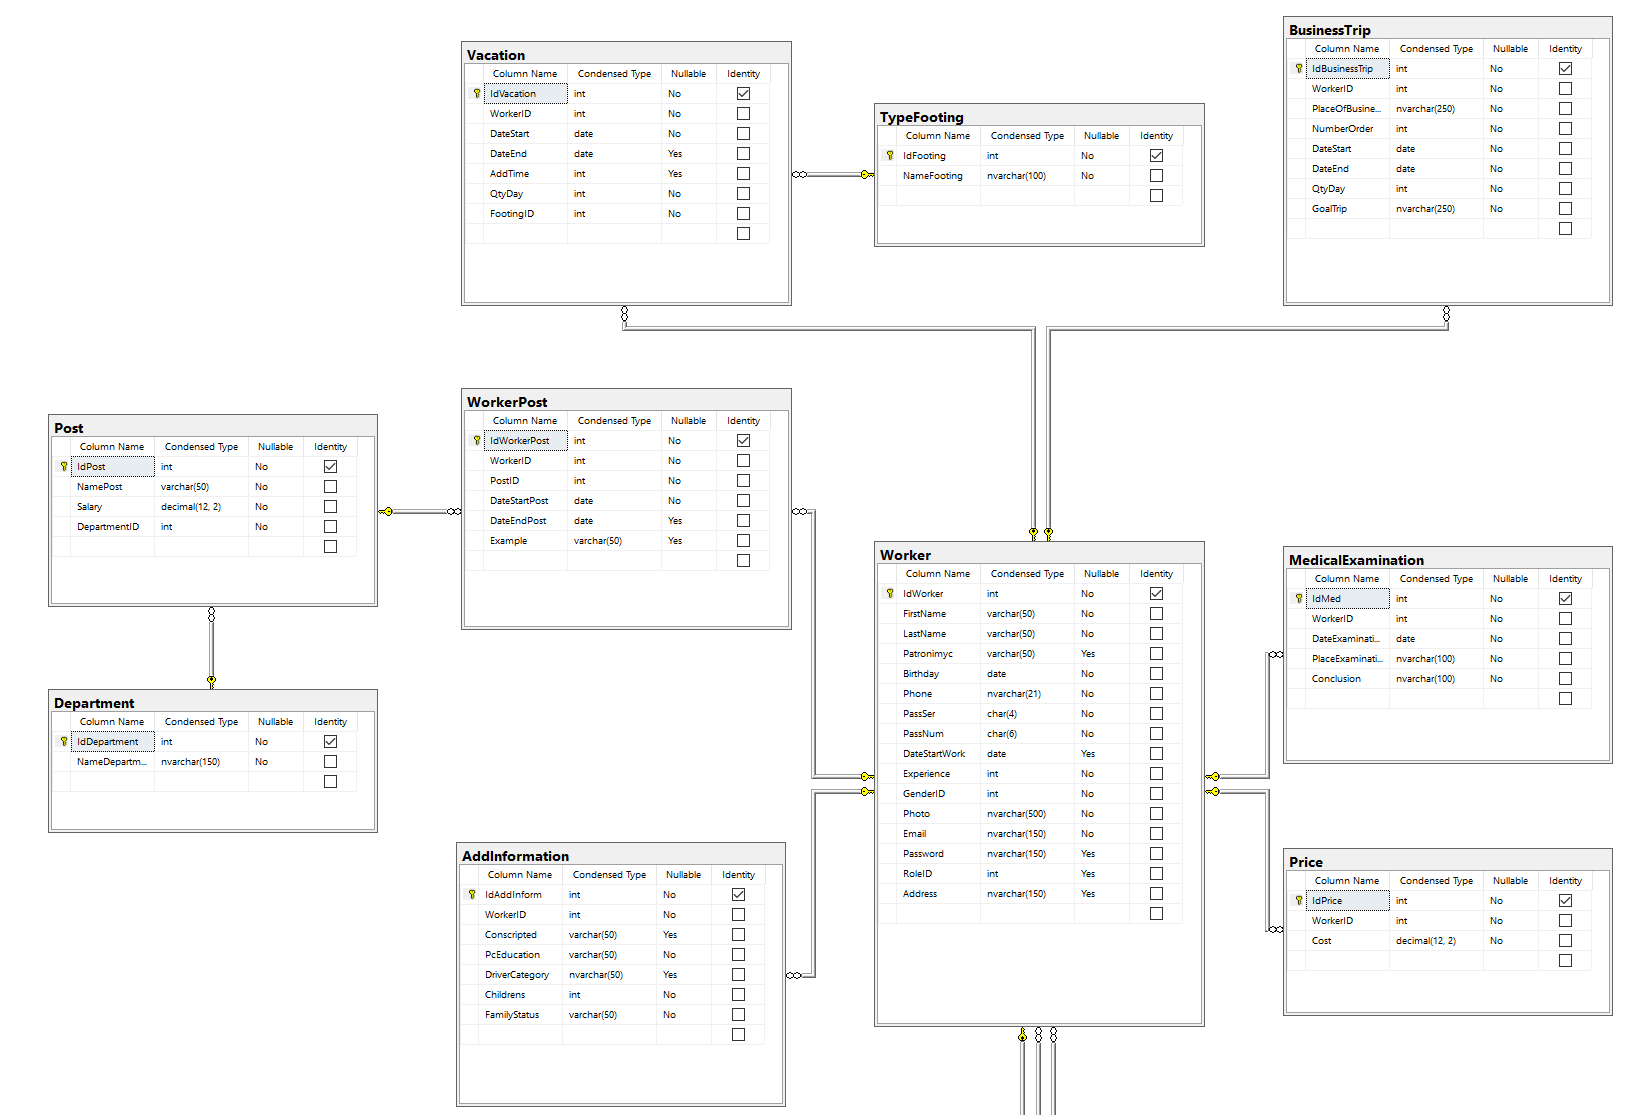 Vacation
Column Name Condensed Type Nullable Identity
IdVacation int No
WorkerID int No
DateStart date No
DateEnd date Yes
AddTime int Yes
QtyDay int No
FootingID int No
TypeFooting
Column Name Condensed Type Nullable Identity
IdFooting int No
NameFooting nvarchar(100) No
BusinessTrip
Column Name Condensed Type Nullable Identity
IdBusinessTrip int No
WorkerID int No
PlaceOfBusine... nvarchar(250) No
NumberOrder int No
DateStart date No
DateEnd date No
QtyDay int No
GoalTrip nvarchar(250) No
Post
Column Name Condensed Type Nullable Identity
IdPost int No
NamePost varchar(50) No
Salary decimal(12, 2) No
DepartmentID int No
WorkerPost
Column Name Condensed Type Nullable Identity
IdWorkerPost int No
WorkerID int No
PostID int No
DateStartPost date No
DateEndPost date Yes
Example varchar(50) Yes
Department
Column Name Condensed Type Nullable Identity
IdDepartment int No
NameDepartm... nvarchar(150) No
Worker
Column Name Condensed Type Nullable Identity
IdWorker int No
FirstName varchar(50) No
LastName varchar(50) No
Patronimyc varchar(50) Yes
Birthday date No
Phone nvarchar(21) No
PassSer char(4) No
PassNum char(6) No
DateStartWork date Yes
Experience int No
GenderID int No
Photo nvarchar(500) No
Email nvarchar(150) No
Password nvarchar(150) Yes
RoleID int Yes
Address nvarchar(150) Yes
MedicalExamination
Column Name Condensed Type Nullable Identity
IdMed int No
WorkerID int No
DateExaminati... date No
PlaceExaminati... nvarchar(100) No
Conclusion nvarchar(100) No
AddInformation
Column Name Condensed Type Nullable Identity
IdAddInform int No
WorkerID int No
Conscripted varchar(50) Yes
PcEducation varchar(50) No
DriverCategory nvarchar(50) Yes
Childrens int No
FamilyStatus varchar(50) No
Price
Column Name Condensed Type Nullable Identity
IdPrice int No
WorkerID int No
Cost decimal(12, 2) No